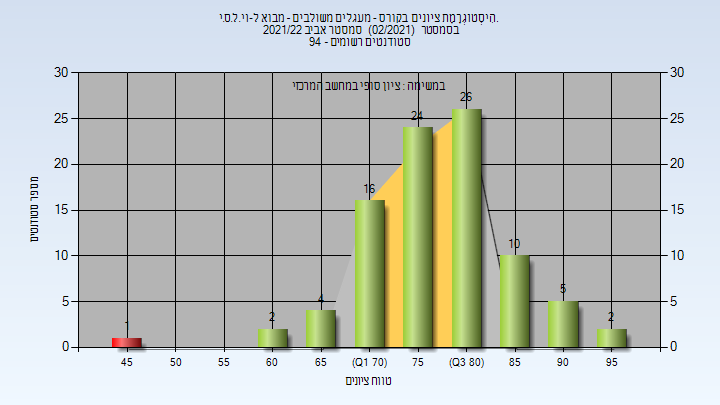 היסטוגרמת ציונים בקורס - מעגלים משולבים - מבוא ל-וי.ל.ס.י.
בסמסטר (02/2021) סמסטר אביב 2021/22
סטודנטים רשומים - 94
במשימה : ציון סופי במחשב המרכזי
מספר סטודנטים
30 30
25 25
20 20
15 15
10 10
5 5
0 0
1 2 4 16 24 26 10 5 2
45 50 55 60 65 (Q1 70) 75 (Q3 80) 85 90 95
טווח ציונים